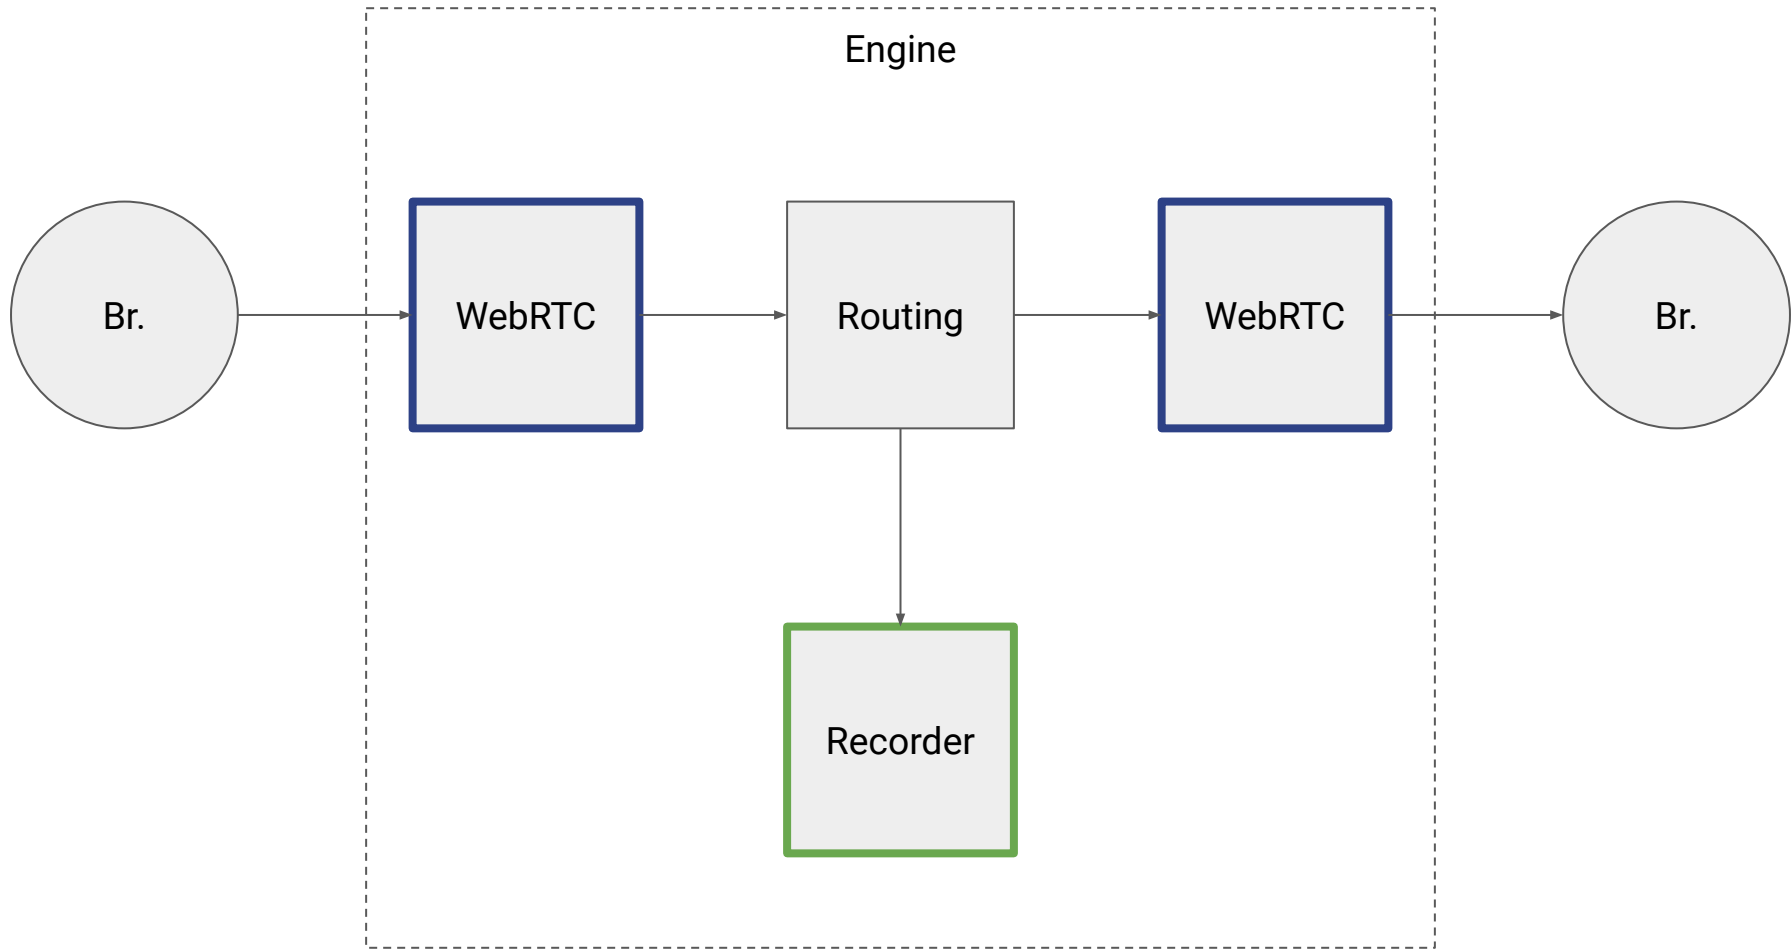 Engine
Br.
WebRTC
Routing
WebRTC
Br.
Recorder